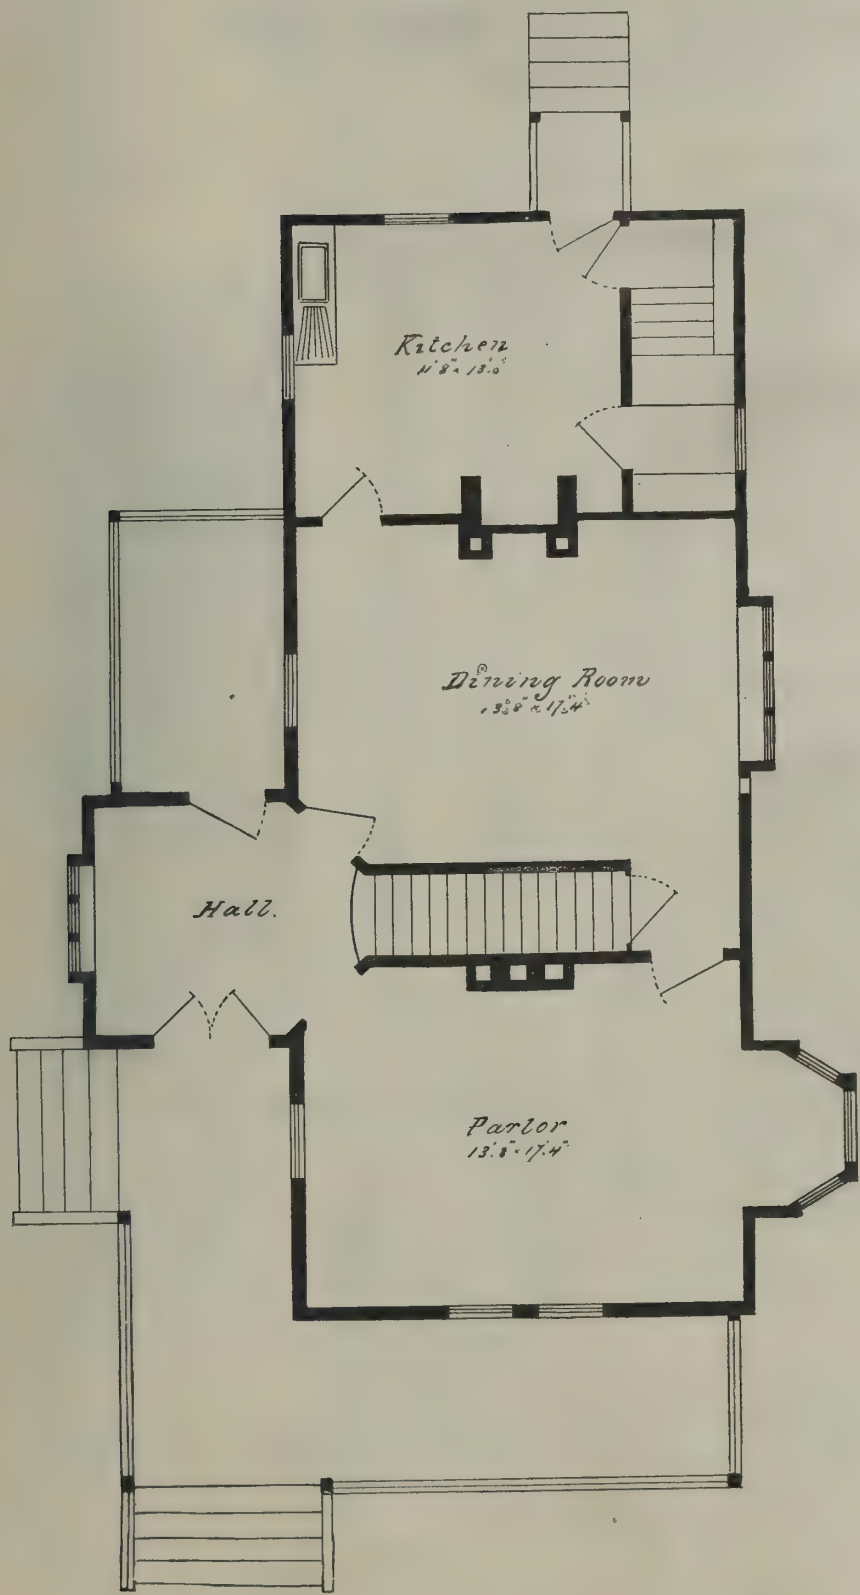 Kitchen
11' 8" x 13' 0"
Dining Room
13' 8" x 17' 4"
Hall.
Parlor
13' 8" x 17' 4"